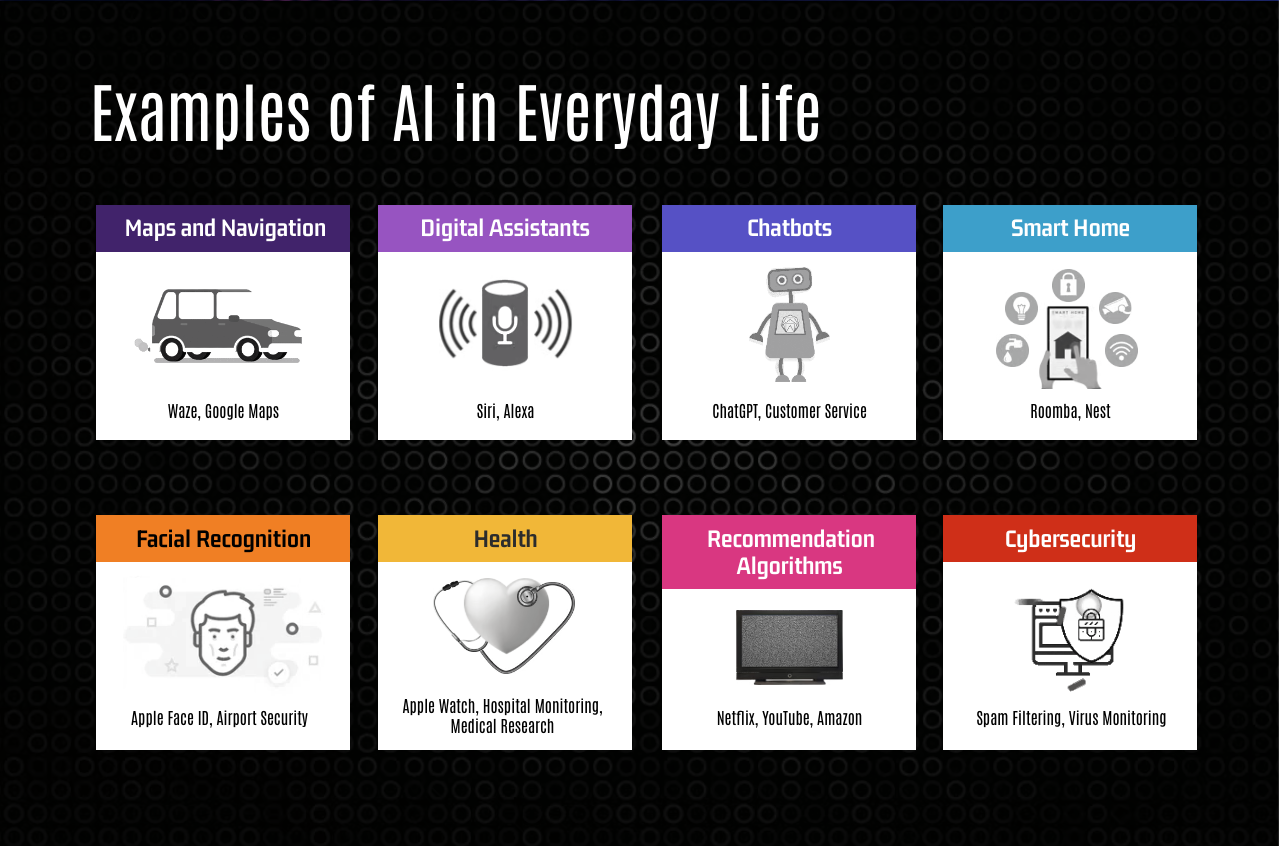 Examples of AI in Everyday Life
Maps and Navigation
Waze, Google Maps
Digital Assistants
Siri, Alexa
Chatbots
ChatGPT, Customer Service
Smart Home
SMART HOME
Roomba, Nest
Facial Recognition
Apple Face ID, Airport Security
Health
Apple Watch, Hospital Monitoring,
Medical Research
Recommendation
Algorithms
Netflix, YouTube, Amazon
Cybersecurity
Spam Filtering, Virus Monitoring